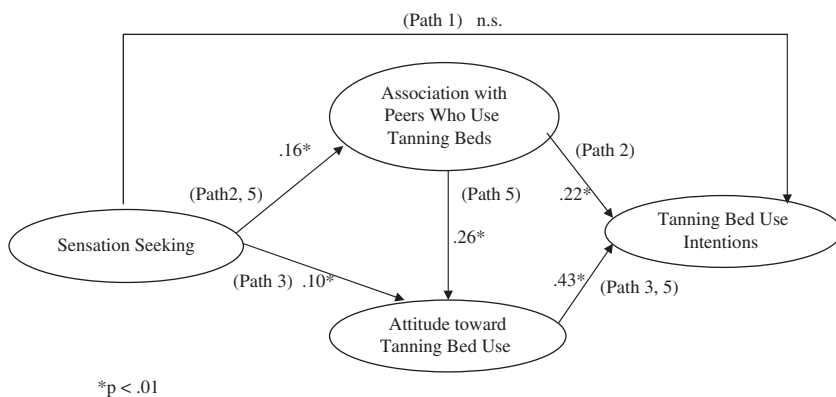 (Path 1) n.s.
Association with
Peers Who Use
Tanning Beds
.16*
(Path 2)
(Path2, 5)
(Path 5)
.22*
Tanning Bed Use
Intentions
Sensation Seeking
.26*
(Path 3) .10*
.43*
(Path 3, 5)
Attitude toward
Tanning Bed Use
*p < .01